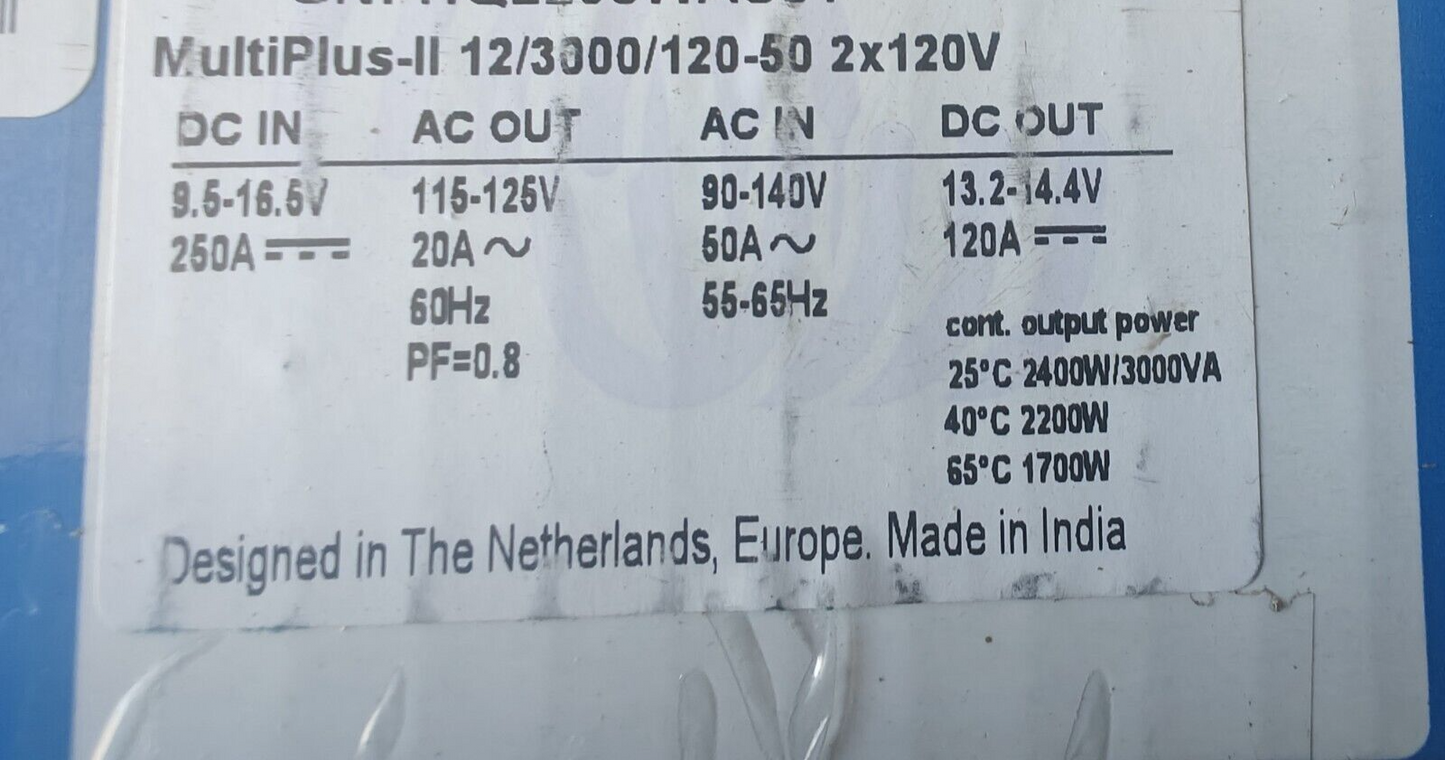 MultiPlus-II 12/3000/120-50 2x120V
DC IN AC OUT AC IN DC OUT
9.5-16.5V 115-125V 90-140V 13.2-14.4V
250A ⎓ 20A ~ 50A ~ 120A ⎓
60Hz 55-65Hz
cont. output power
PF=0.8
25°C 2400W/3000VA
40°C 2200W
65°C 1700W
Designed in The Netherlands, Europe. Made in India